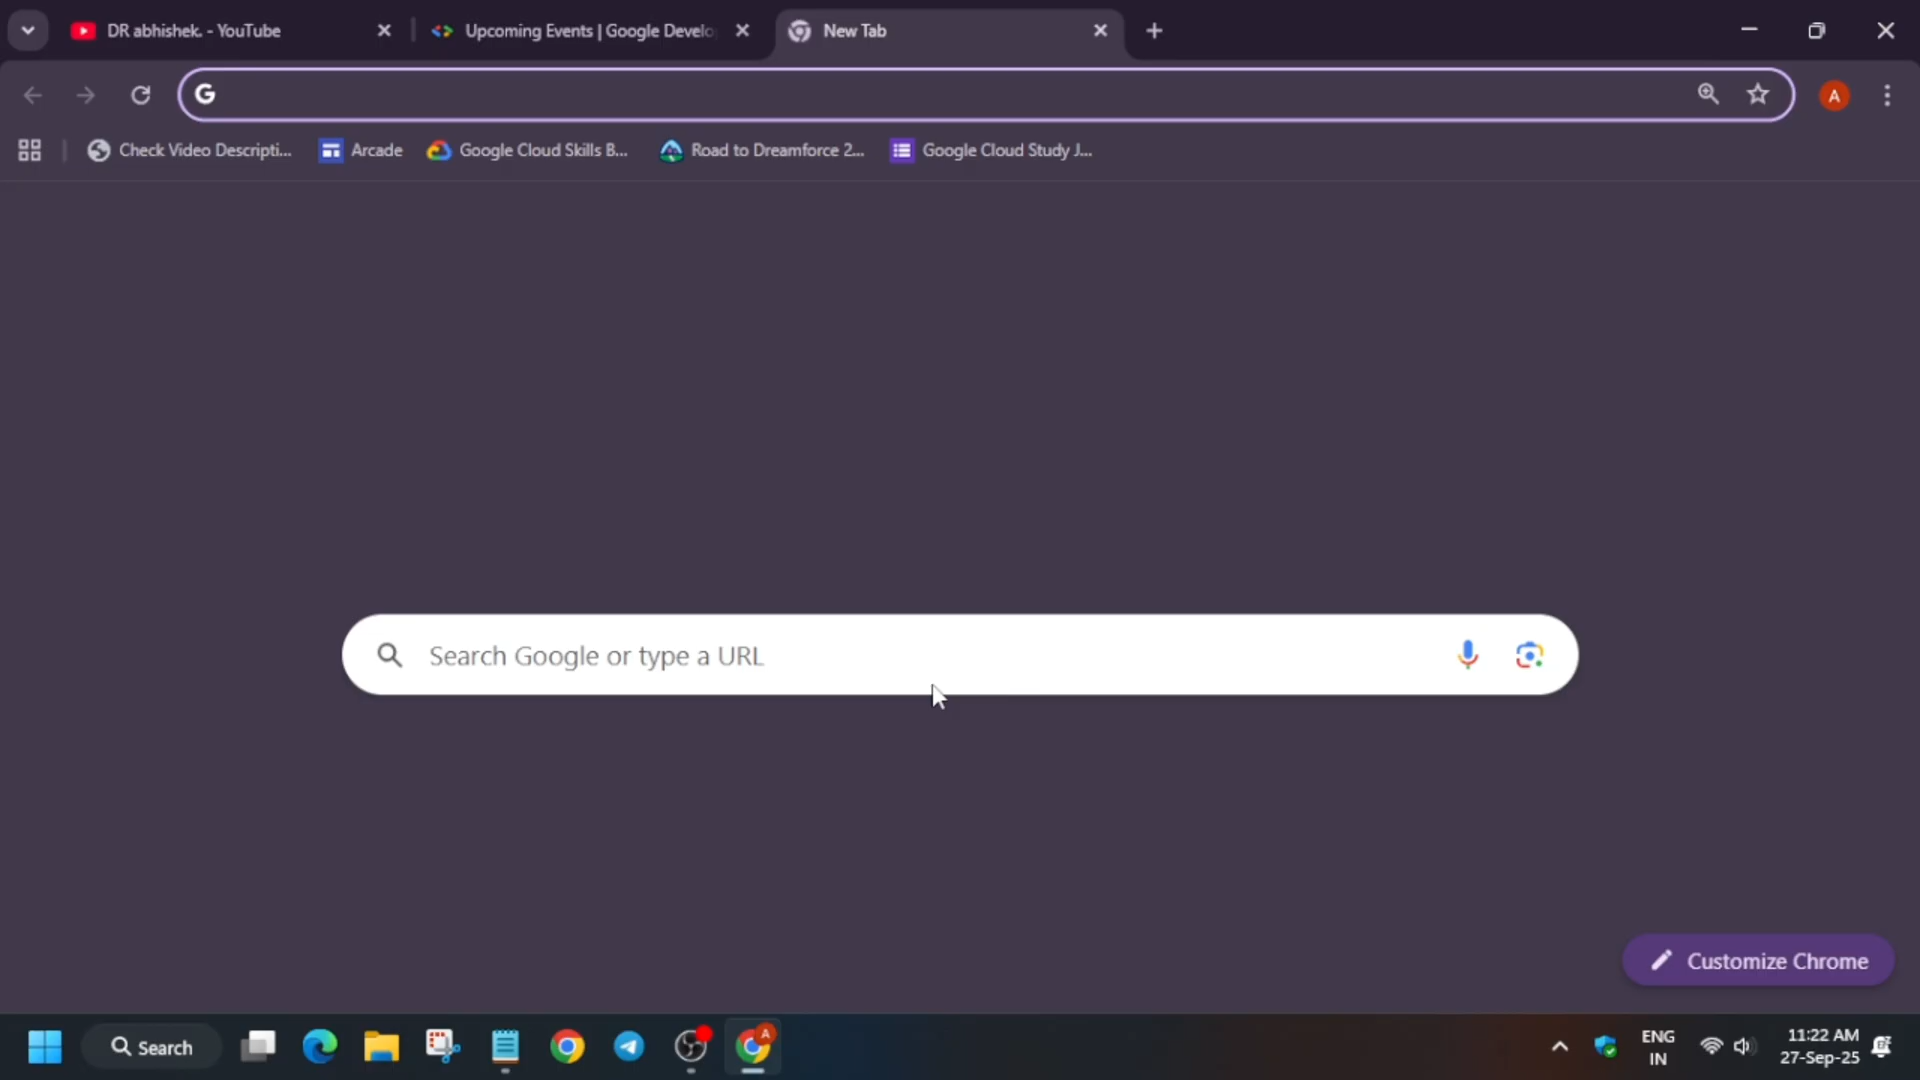 DR abhishek. - YouTube
Upcoming Events | Google Develo
New Tab
Check Video Descripti...
Arcade
Google Cloud Skills B...
Road to Dreamforce 2...
Google Cloud Study J...
Search Google or type a URL
Customize Chrome
Search
ENG
IN
11:22 AM
27-Sep-25